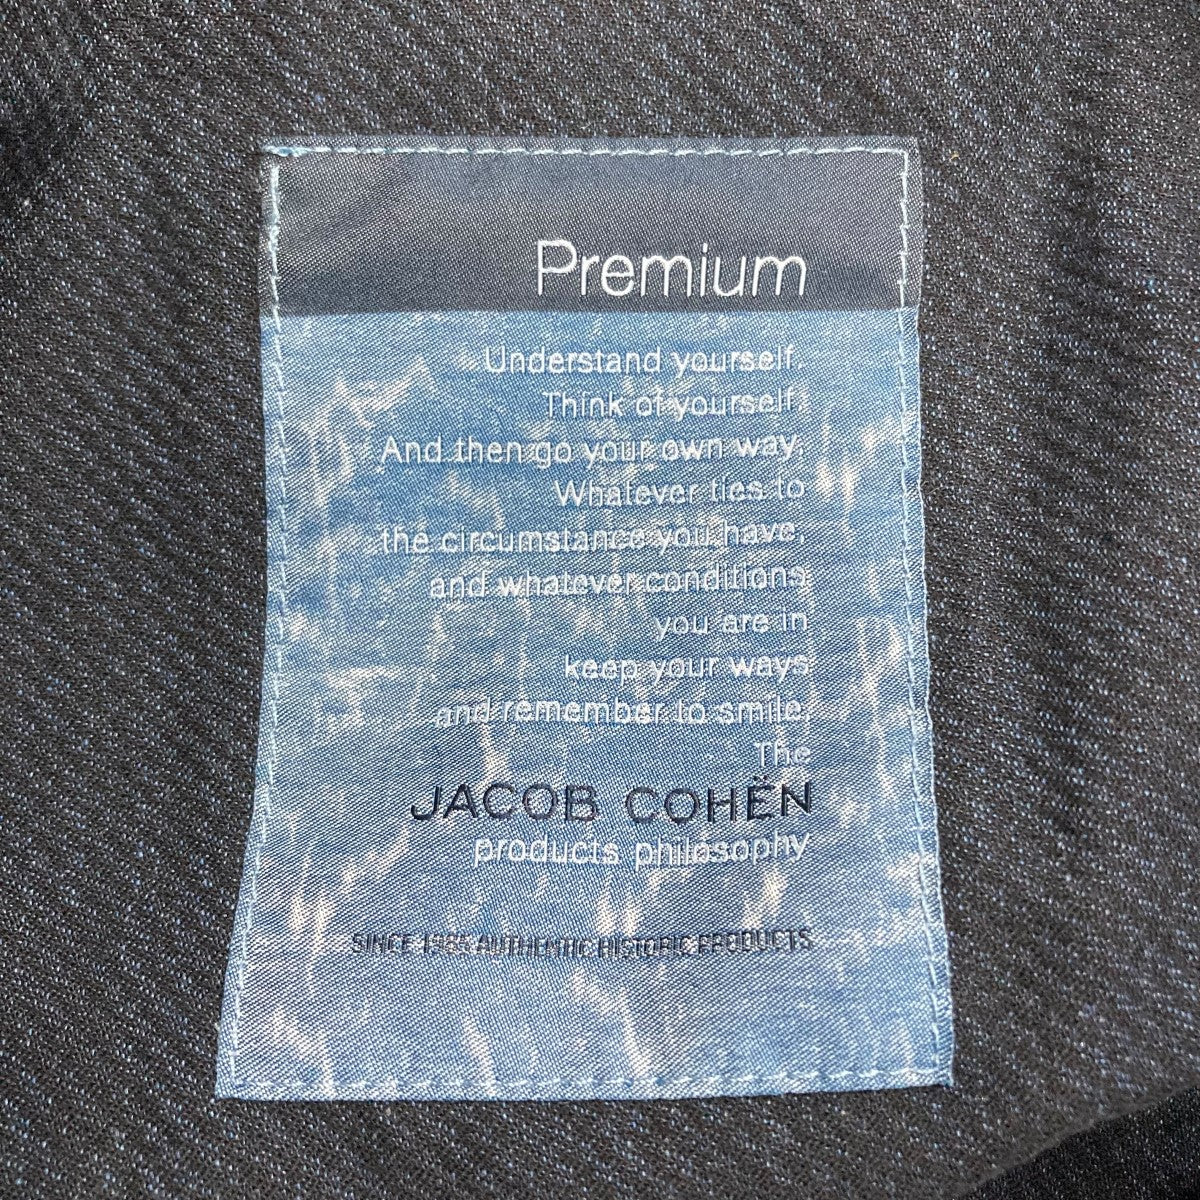 Premium
Understand yourself.
Think of yourself.
And then go your own way.
Whatever ties to
the circumstance you have,
and whatever conditions
you are in
keep your ways
and remember to smile.
The
JACOB COHËN
products philosophy
SINCE 1985 AUTHENTIC HISTORIC PRODUCTS